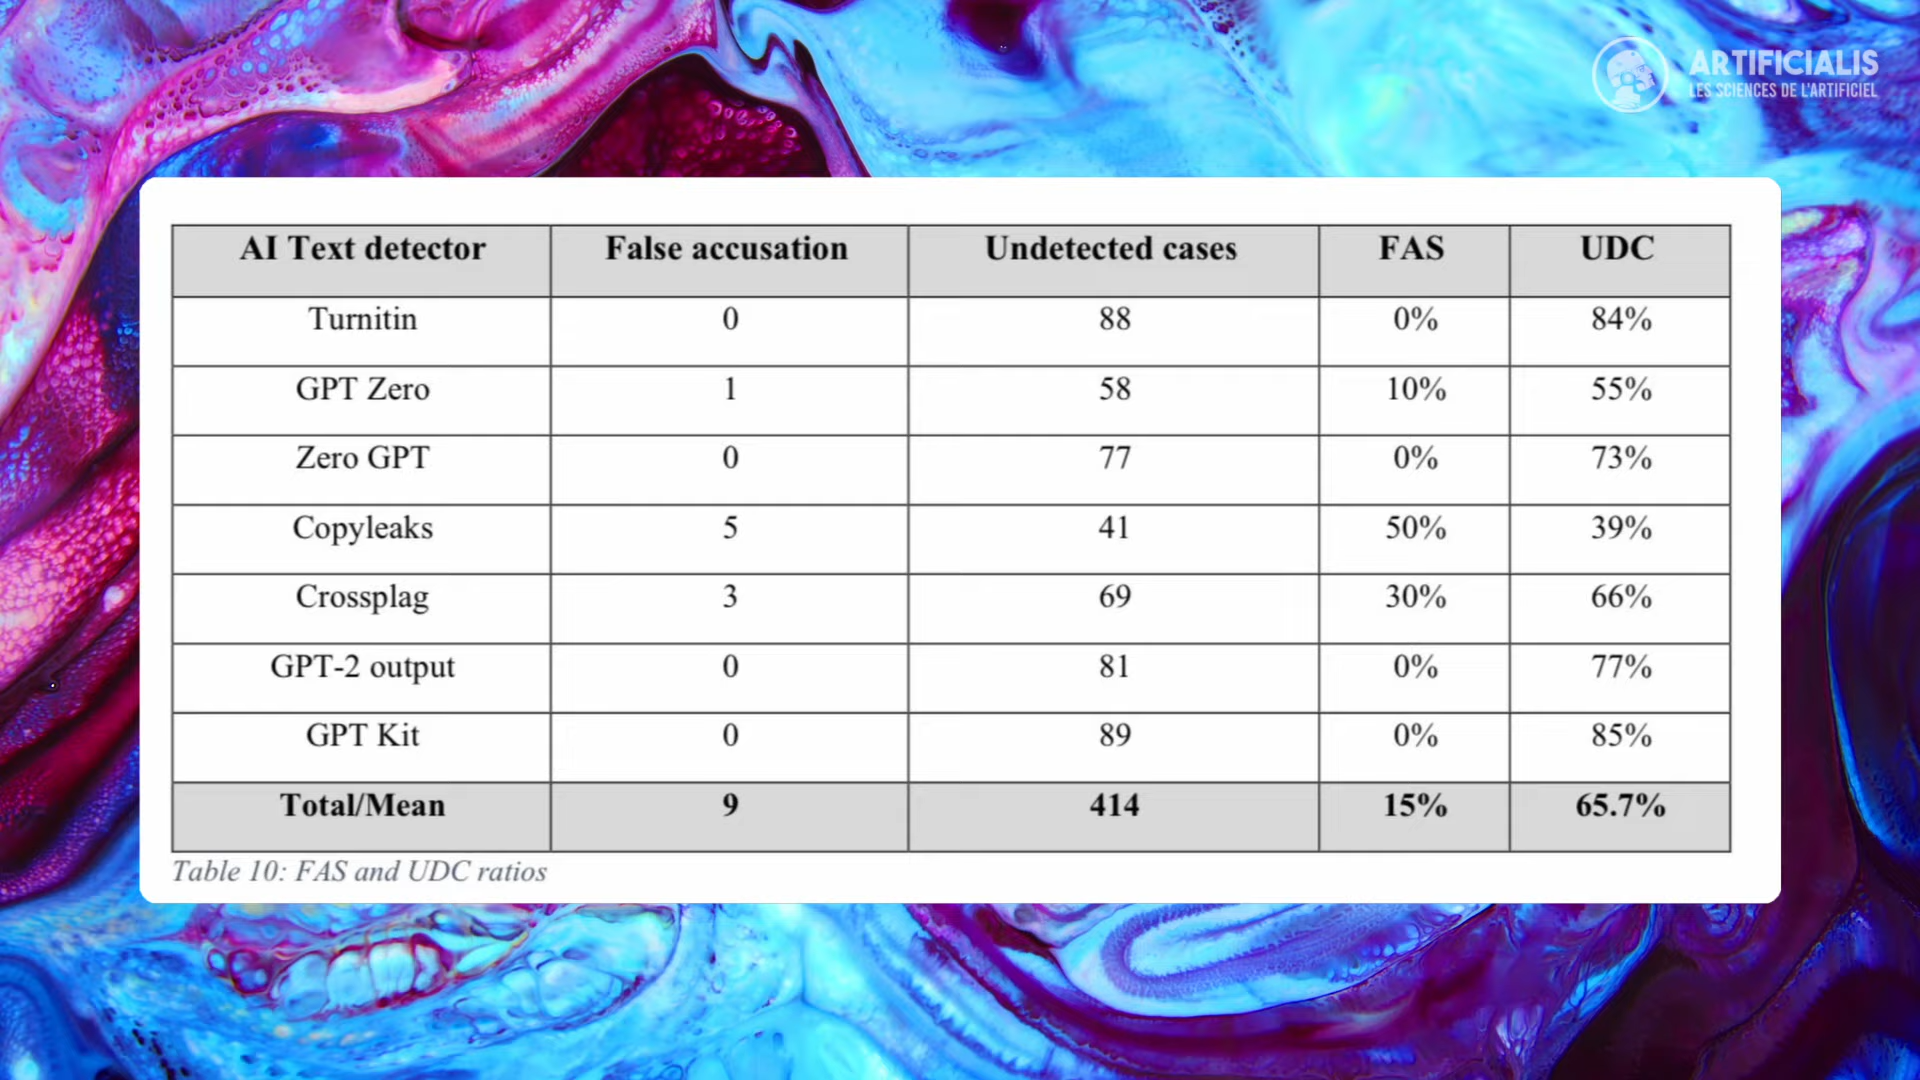 ARTIFICIALIS
LES SCIENCES DE L'ARTIFICIEL
AI Text detector False accusation Undetected cases FAS UDC
Turnitin 0 88 0% 84%
GPT Zero 1 58 10% 55%
Zero GPT 0 77 0% 73%
Copyleaks 5 41 50% 39%
Crossplag 3 69 30% 66%
GPT-2 output 0 81 0% 77%
GPT Kit 0 89 0% 85%
Total/Mean 9 414 15% 65.7%
Table 10: FAS and UDC ratios